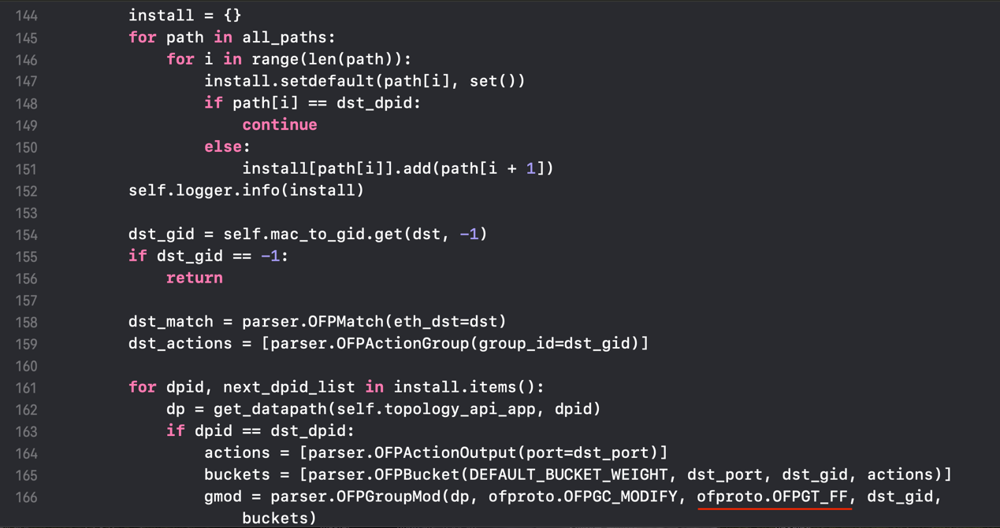 144 install = {}
145 for path in all_paths:
146 for i in range(len(path)):
147 install.setdefault(path[i], set())
148 if path[i] == dst_dpid:
149 continue
150 else:
151 install[path[i]].add(path[i + 1])
152 self.logger.info(install)
153
154 dst_gid = self.mac_to_gid.get(dst, -1)
155 if dst_gid == -1:
156 return
157
158 dst_match = parser.OFPMatch(eth_dst=dst)
159 dst_actions = [parser.OFPActionGroup(group_id=dst_gid)]
160
161 for dpid, next_dpid_list in install.items():
162 dp = get_datapath(self.topology_api_app, dpid)
163 if dpid == dst_dpid:
164 actions = [parser.OFPActionOutput(port=dst_port)]
165 buckets = [parser.OFPBucket(DEFAULT_BUCKET_WEIGHT, dst_port, dst_gid, actions)]
166 gmod = parser.OFPGroupMod(dp, ofproto.OFPGC_MODIFY, ofproto.OFPGT_FF, dst_gid,
buckets)